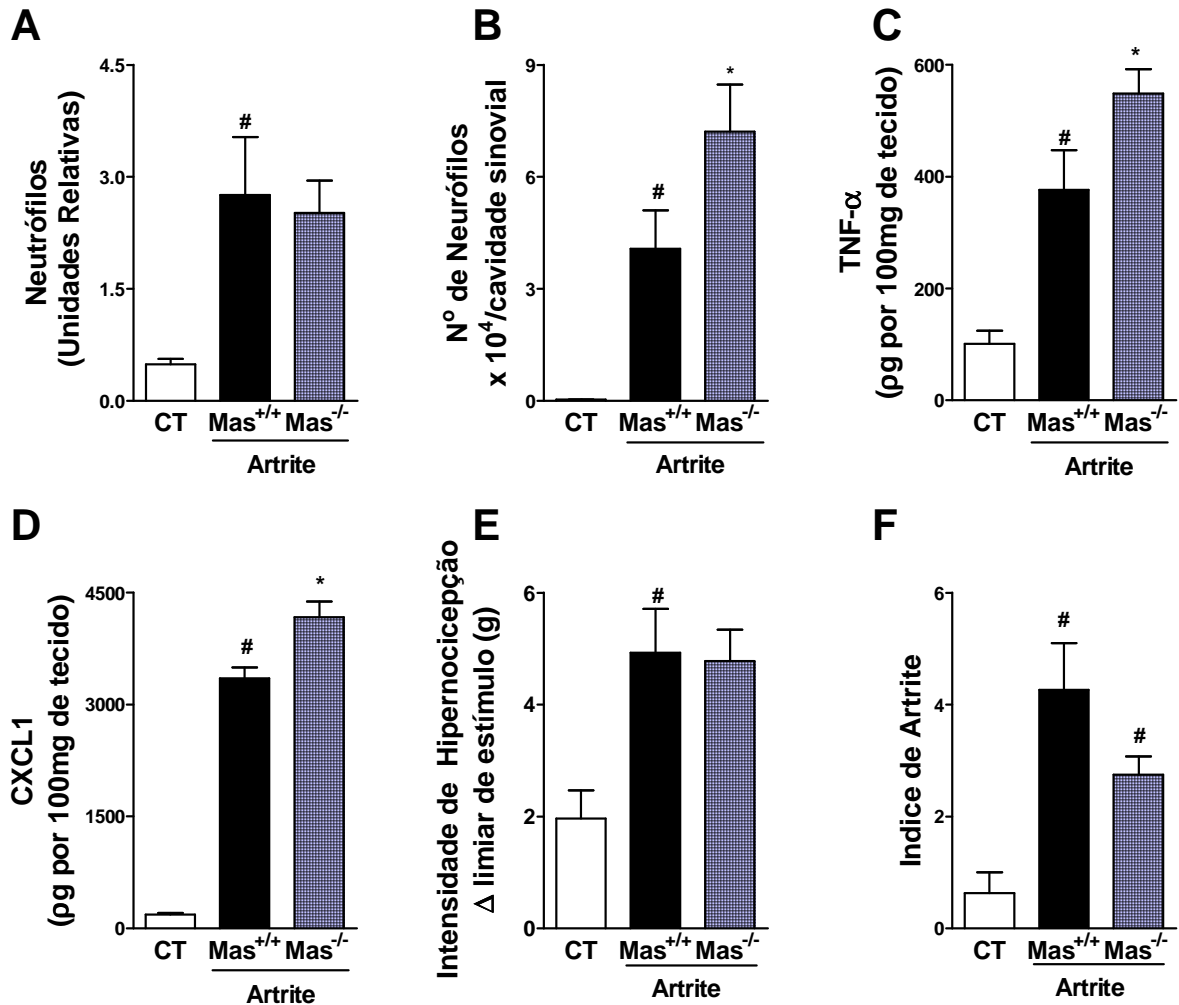 A
Neutrófilos
(Unidades Relativas)
4.5
3.0
1.5
0.0
#
CT Mas+/+ Mas-/-
Artrite
B
Nº de Neurófilos
x 10⁴/cavidade sinovial
9
6
3
0
#
*
CT Mas+/+ Mas-/-
Artrite
C
TNF-α
(ρg por 100mg de tecido)
600
400
200
0
#
*
CT Mas+/+ Mas-/-
Artrite
D
CXCL1
(ρg por 100mg de tecido)
4500
3000
1500
0
#
*
CT Mas+/+ Mas-/-
Artrite
E
Intensidade de Hipernocicepção
Δ limiar de estímulo (g)
6
4
2
0
#
CT Mas+/+ Mas-/-
Artrite
F
Indice de Artrite
6
4
2
0
#
#
CT Mas+/+ Mas-/-
Artrite